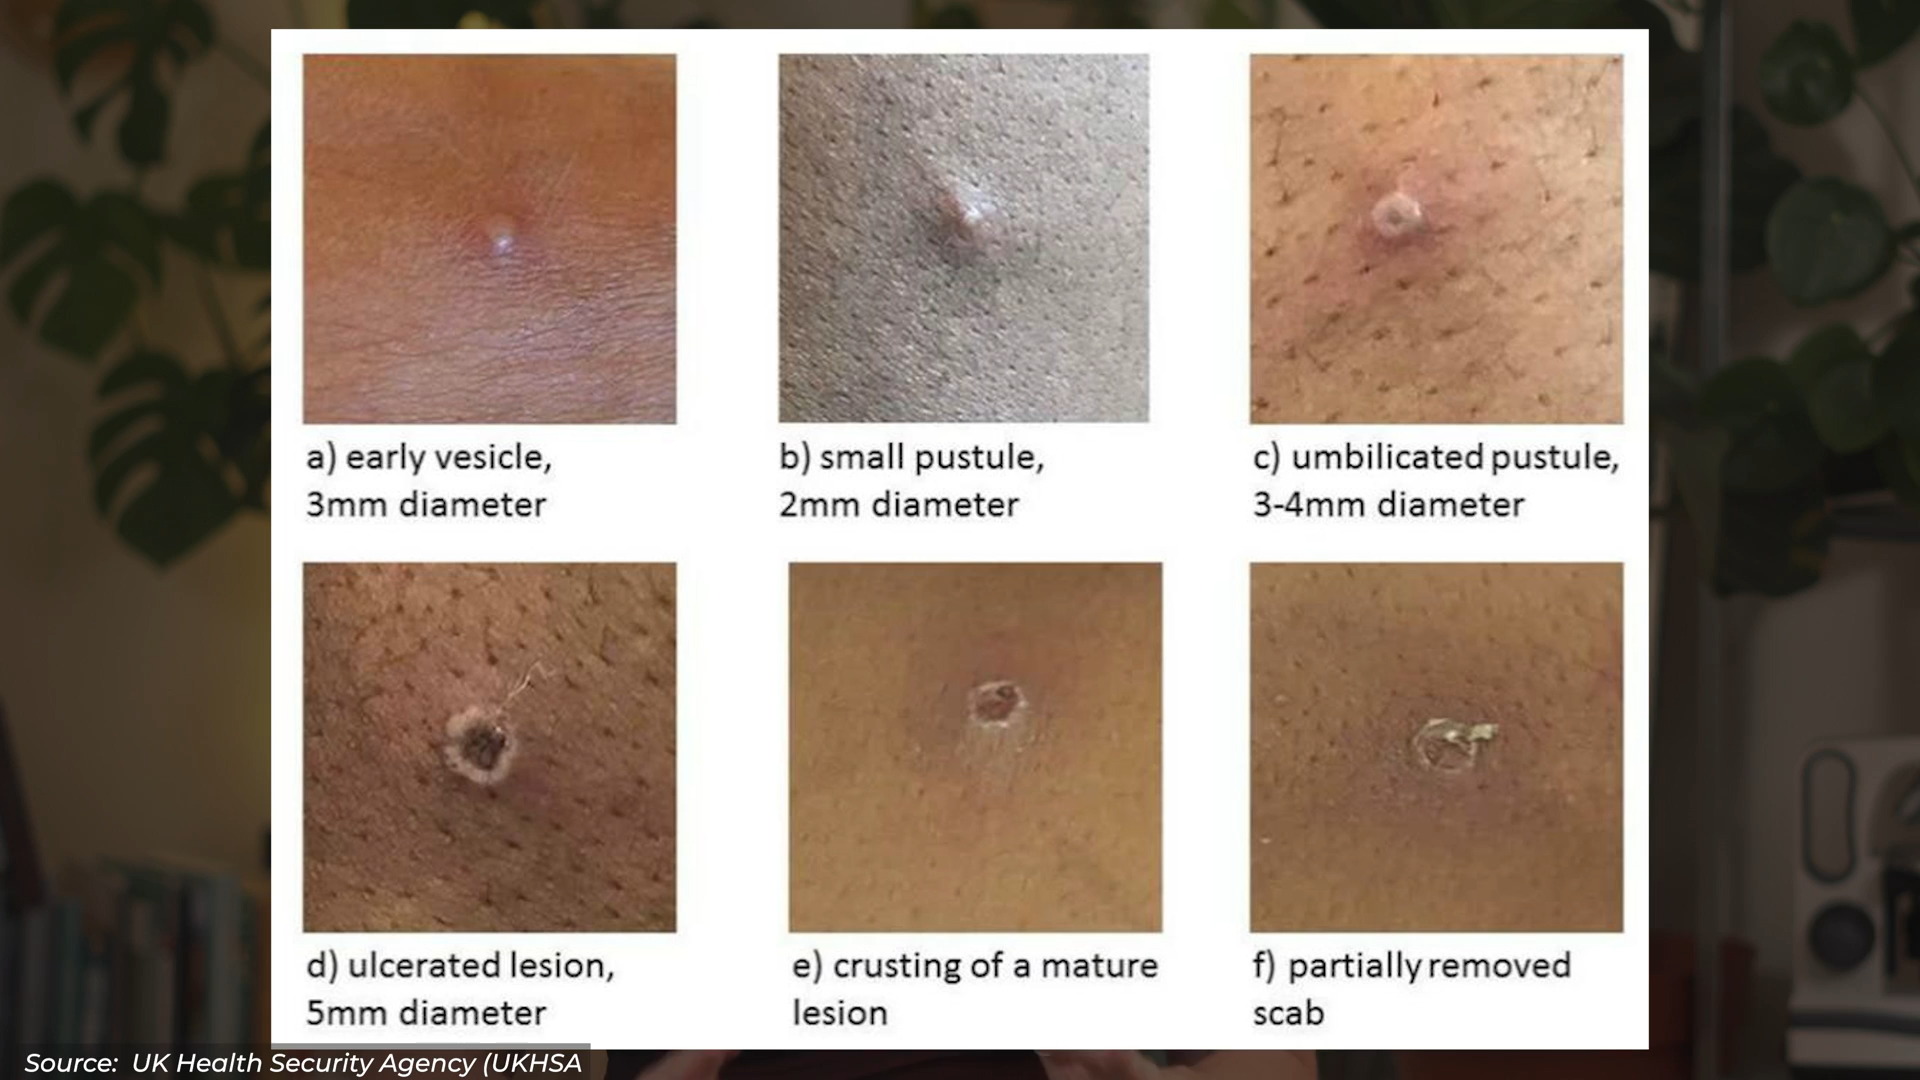 a) early vesicle,
3mm diameter
b) small pustule,
2mm diameter
c) umbilicated pustule,
3-4mm diameter
d) ulcerated lesion,
5mm diameter
e) crusting of a mature
lesion
f) partially removed
scab
Source: UK Health Security Agency (UKHSA